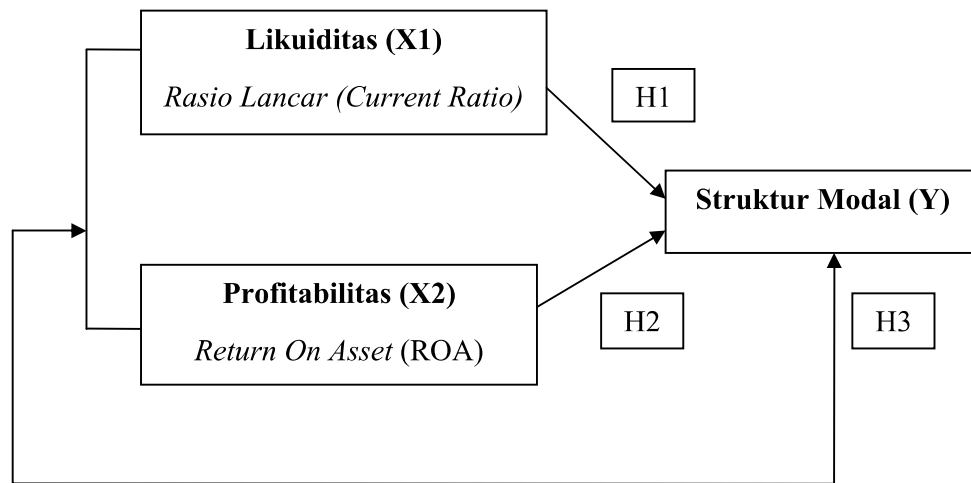 Likuiditas (X1)
Rasio Lancar (Current Ratio)
H1
Struktur Modal (Y)
Profitabilitas (X2)
Return On Asset (ROA)
H2
H3